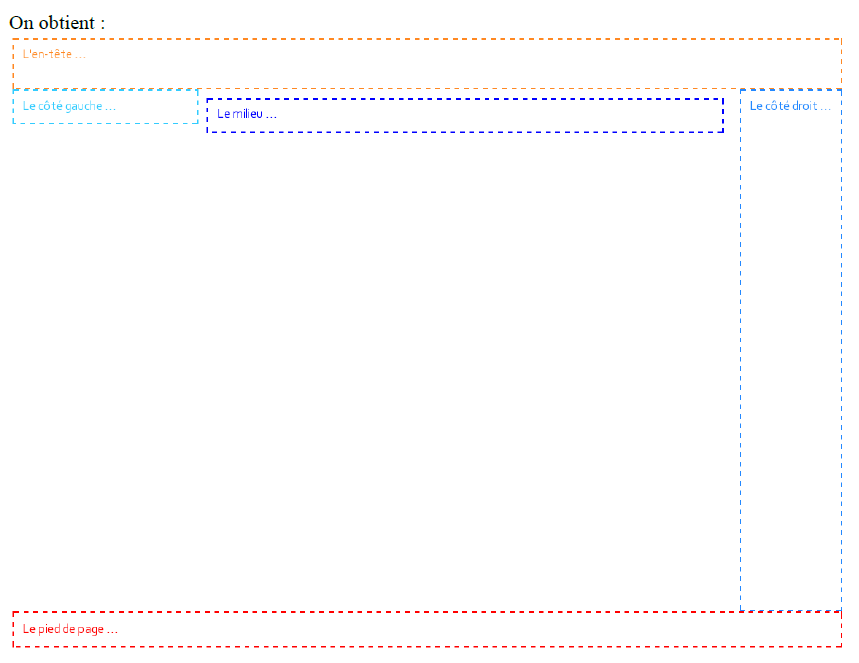 On obtient :
L'en-tête ...
Le côté gauche ...
Le milieu ...
Le côté droit ...
Le pied de page ...